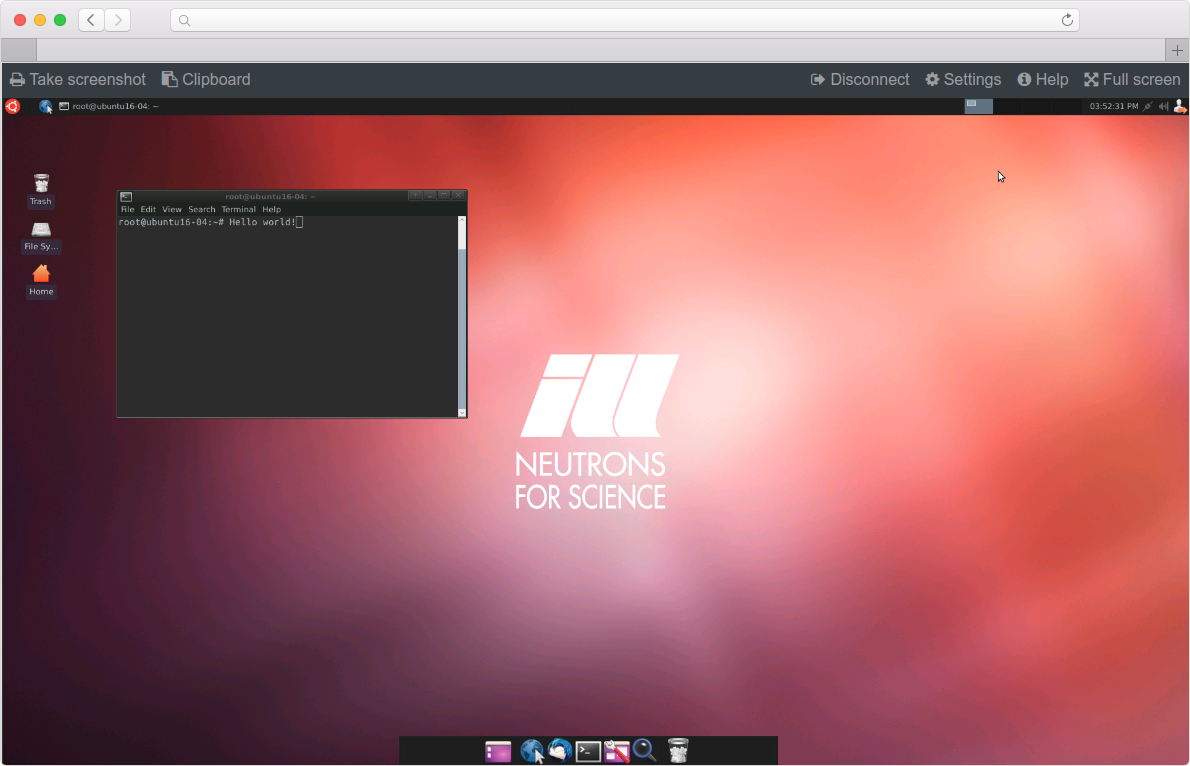 Take screenshot Clipboard Disconnect Settings Help Full screen
root@ubuntu16-04: ~ 03:52:31 PM
Trash
File Sy...
Home
root@ubuntu16-04: ~
File Edit View Search Terminal Help
root@ubuntu16-04:~# Hello world!
ill
NEUTRONS
FOR SCIENCE